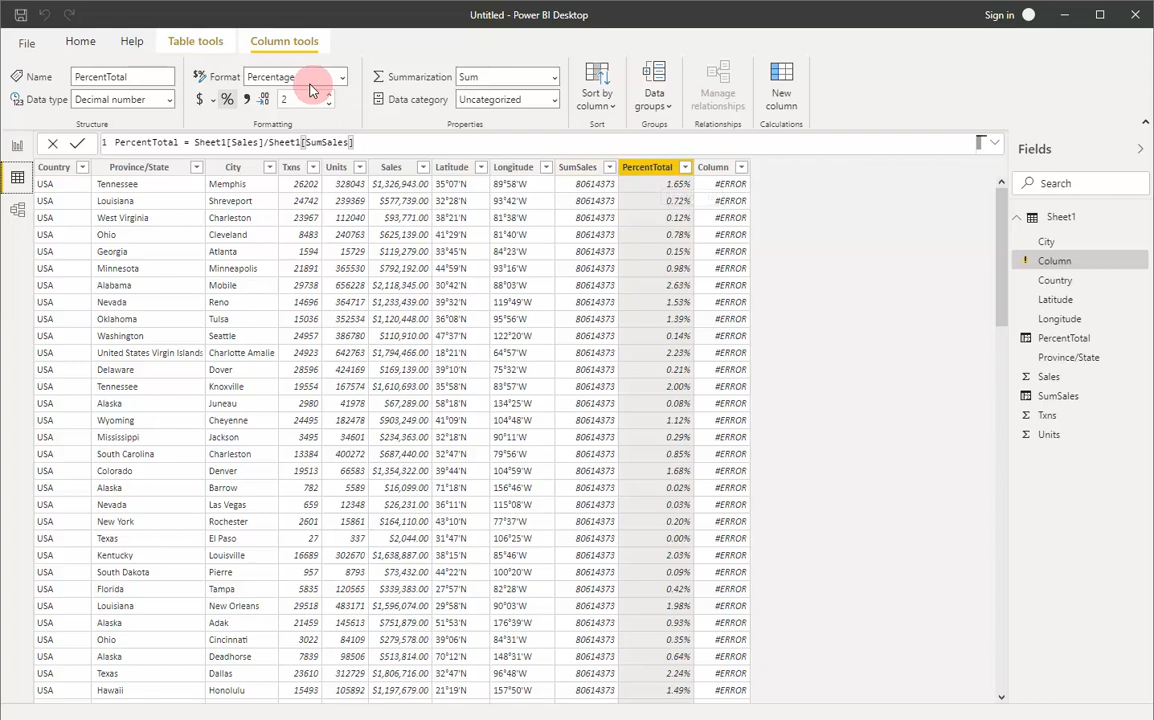 Untitled - Power BI Desktop
Sign in
File
Home
Help
Table tools
Column tools
Name
PercentTotal
Data type
Decimal number
Structure
Format
Percentage
$
%
,
2
Formatting
Summarization
Sum
Data category
Uncategorized
Properties
Sort by
column
Sort
Data
groups
Groups
Manage
relationships
Relationships
New
column
Calculations
1 PercentTotal = Sheet1[Sales]/Sheet1[SumSales]
Country Province/State City Txns Units Sales Latitude Longitude SumSales PercentTotal Column
USA Tennessee Memphis 26202 328043 $1,326,943.00 35°07'N 89°58'W 80614373 1.65% #ERROR
USA Louisiana Shreveport 24742 239369 $577,739.00 32°28'N 93°42'W 80614373 0.72% #ERROR
USA West Virginia Charleston 23967 112040 $93,771.00 38°21'N 81°38'W 80614373 0.12% #ERROR
USA Ohio Cleveland 8483 240763 $625,139.00 41°29'N 81°40'W 80614373 0.78% #ERROR
USA Georgia Atlanta 1594 15729 $119,279.00 33°45'N 84°23'W 80614373 0.15% #ERROR
USA Minnesota Minneapolis 21891 365530 $792,192.00 44°59'N 93°16'W 80614373 0.98% #ERROR
USA Alabama Mobile 29738 656228 $2,118,345.00 30°42'N 88°03'W 80614373 2.63% #ERROR
USA Nevada Reno 14696 364717 $1,233,439.00 39°32'N 119°49'W 80614373 1.53% #ERROR
USA Oklahoma Tulsa 15036 352534 $1,120,448.00 36°08'N 95°56'W 80614373 1.39% #ERROR
USA Washington Seattle 24957 386780 $110,910.00 47°37'N 122°20'W 80614373 0.14% #ERROR
USA United States Virgin Islands Charlotte Amalie 24923 642763 $1,794,466.00 18°21'N 64°57'W 80614373 2.23% #ERROR
USA Delaware Dover 28596 424169 $169,139.00 39°10'N 75°32'W 80614373 0.21% #ERROR
USA Tennessee Knoxville 19554 167574 $1,610,693.00 35°58'N 83°57'W 80614373 2.00% #ERROR
USA Alaska Juneau 2980 41978 $67,289.00 58°18'N 134°25'W 80614373 0.08% #ERROR
USA Wyoming Cheyenne 24495 182478 $903,249.00 41°09'N 104°48'W 80614373 1.12% #ERROR
USA Mississippi Jackson 3495 34601 $234,363.00 32°18'N 90°11'W 80614373 0.29% #ERROR
USA South Carolina Charleston 13384 400272 $687,440.00 32°47'N 79°56'W 80614373 0.85% #ERROR
USA Colorado Denver 19513 66583 $1,354,322.00 39°44'N 104°59'W 80614373 1.68% #ERROR
USA Alaska Barrow 782 5589 $16,099.00 71°18'N 156°46'W 80614373 0.02% #ERROR
USA Nevada Las Vegas 659 12348 $26,231.00 36°11'N 115°08'W 80614373 0.03% #ERROR
USA New York Rochester 2601 15861 $164,110.00 43°10'N 77°37'W 80614373 0.20% #ERROR
USA Texas El Paso 27 337 $2,044.00 31°47'N 106°25'W 80614373 0.00% #ERROR
USA Kentucky Louisville 16689 302670 $1,638,887.00 38°15'N 85°46'W 80614373 2.03% #ERROR
USA South Dakota Pierre 957 8793 $73,432.00 44°22'N 100°20'W 80614373 0.09% #ERROR
USA Florida Tampa 5835 120565 $339,383.00 27°57'N 82°28'W 80614373 0.42% #ERROR
USA Louisiana New Orleans 29518 483171 $1,596,074.00 29°58'N 90°03'W 80614373 1.98% #ERROR
USA Alaska Adak 21459 145613 $751,879.00 51°53'N 176°39'W 80614373 0.93% #ERROR
USA Ohio Cincinnati 3022 84109 $279,578.00 39°06'N 84°31'W 80614373 0.35% #ERROR
USA Alaska Deadhorse 7839 98506 $513,814.00 70°12'N 148°31'W 80614373 0.64% #ERROR
USA Texas Dallas 23610 312729 $1,806,716.00 32°47'N 96°48'W 80614373 2.24% #ERROR
USA Hawaii Honolulu 15493 105892 $1,197,679.00 21°19'N 157°50'W 80614373 1.49% #ERROR
Fields
Search
Sheet1
City
Column
Country
Latitude
Longitude
PercentTotal
Province/State
Sales
SumSales
Txns
Units